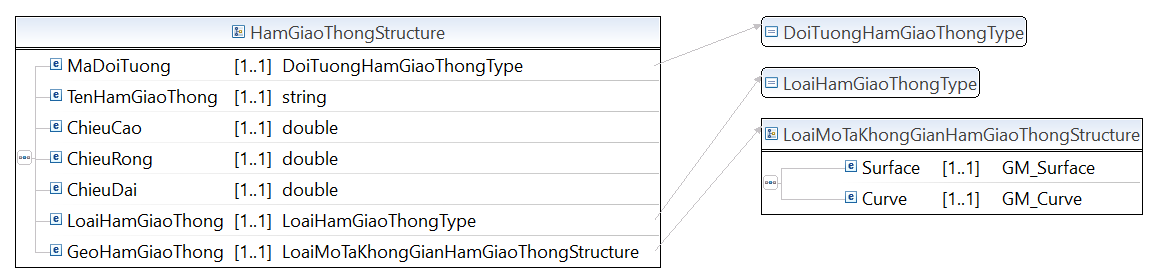 HamGiaoThongStructure
MaDoiTuong [1..1] DoiTuongHamGiaoThongType
TenHamGiaoThong [1..1] string
ChieuCao [1..1] double
ChieuRong [1..1] double
ChieuDai [1..1] double
LoaiHamGiaoThong [1..1] LoaiHamGiaoThongType
GeoHamGiaoThong [1..1] LoaiMoTaKhongGianHamGiaoThongStructure
DoiTuongHamGiaoThongType
LoaiHamGiaoThongType
LoaiMoTaKhongGianHamGiaoThongStructure
Surface [1..1] GM_Surface
Curve [1..1] GM_Curve